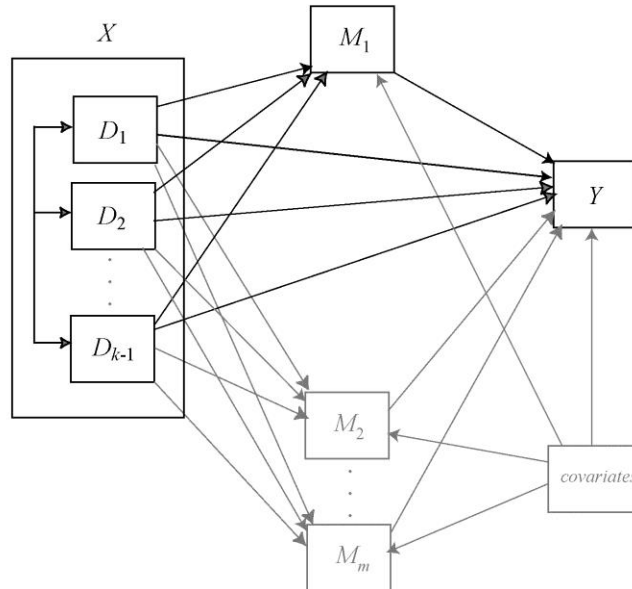 X
M₁
D₁
Y
D₂
Dₖ₋₁
M₂
covariates
Mₘ